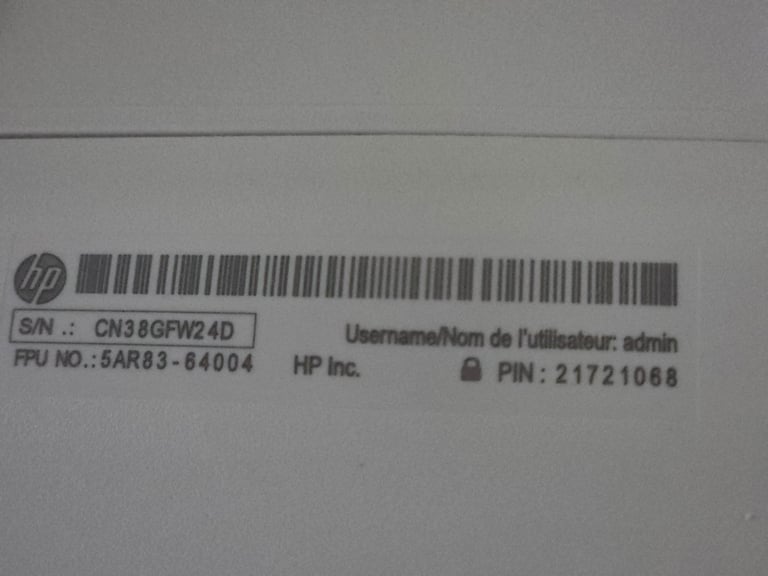 hp
S/N .: CN38GFW24D
Username/Nom de l'utilisateur: admin
FPU NO.: 5AR83-64004 HP Inc. PIN: 21721068